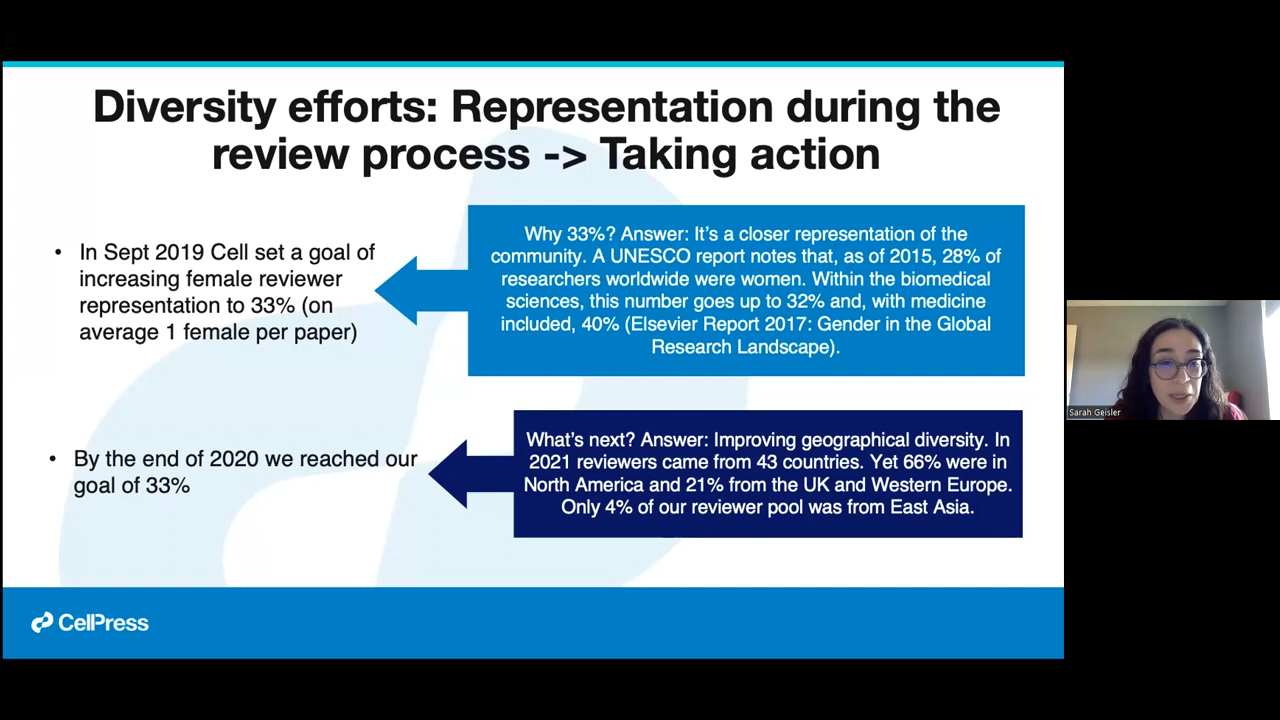 Diversity efforts: Representation during the
review process -> Taking action
• In Sept 2019 Cell set a goal of
increasing female reviewer
representation to 33% (on
average 1 female per paper)
Why 33%? Answer: It’s a closer representation of the
community. A UNESCO report notes that, as of 2015, 28% of
researchers worldwide were women. Within the biomedical
sciences, this number goes up to 32% and, with medicine
included, 40% (Elsevier Report 2017: Gender in the Global
Research Landscape).
• By the end of 2020 we reached our
goal of 33%
What’s next? Answer: Improving geographical diversity. In
2021 reviewers came from 43 countries. Yet 66% were in
North America and 21% from the UK and Western Europe.
Only 4% of our reviewer pool was from East Asia.
CellPress
Sarah Geisler